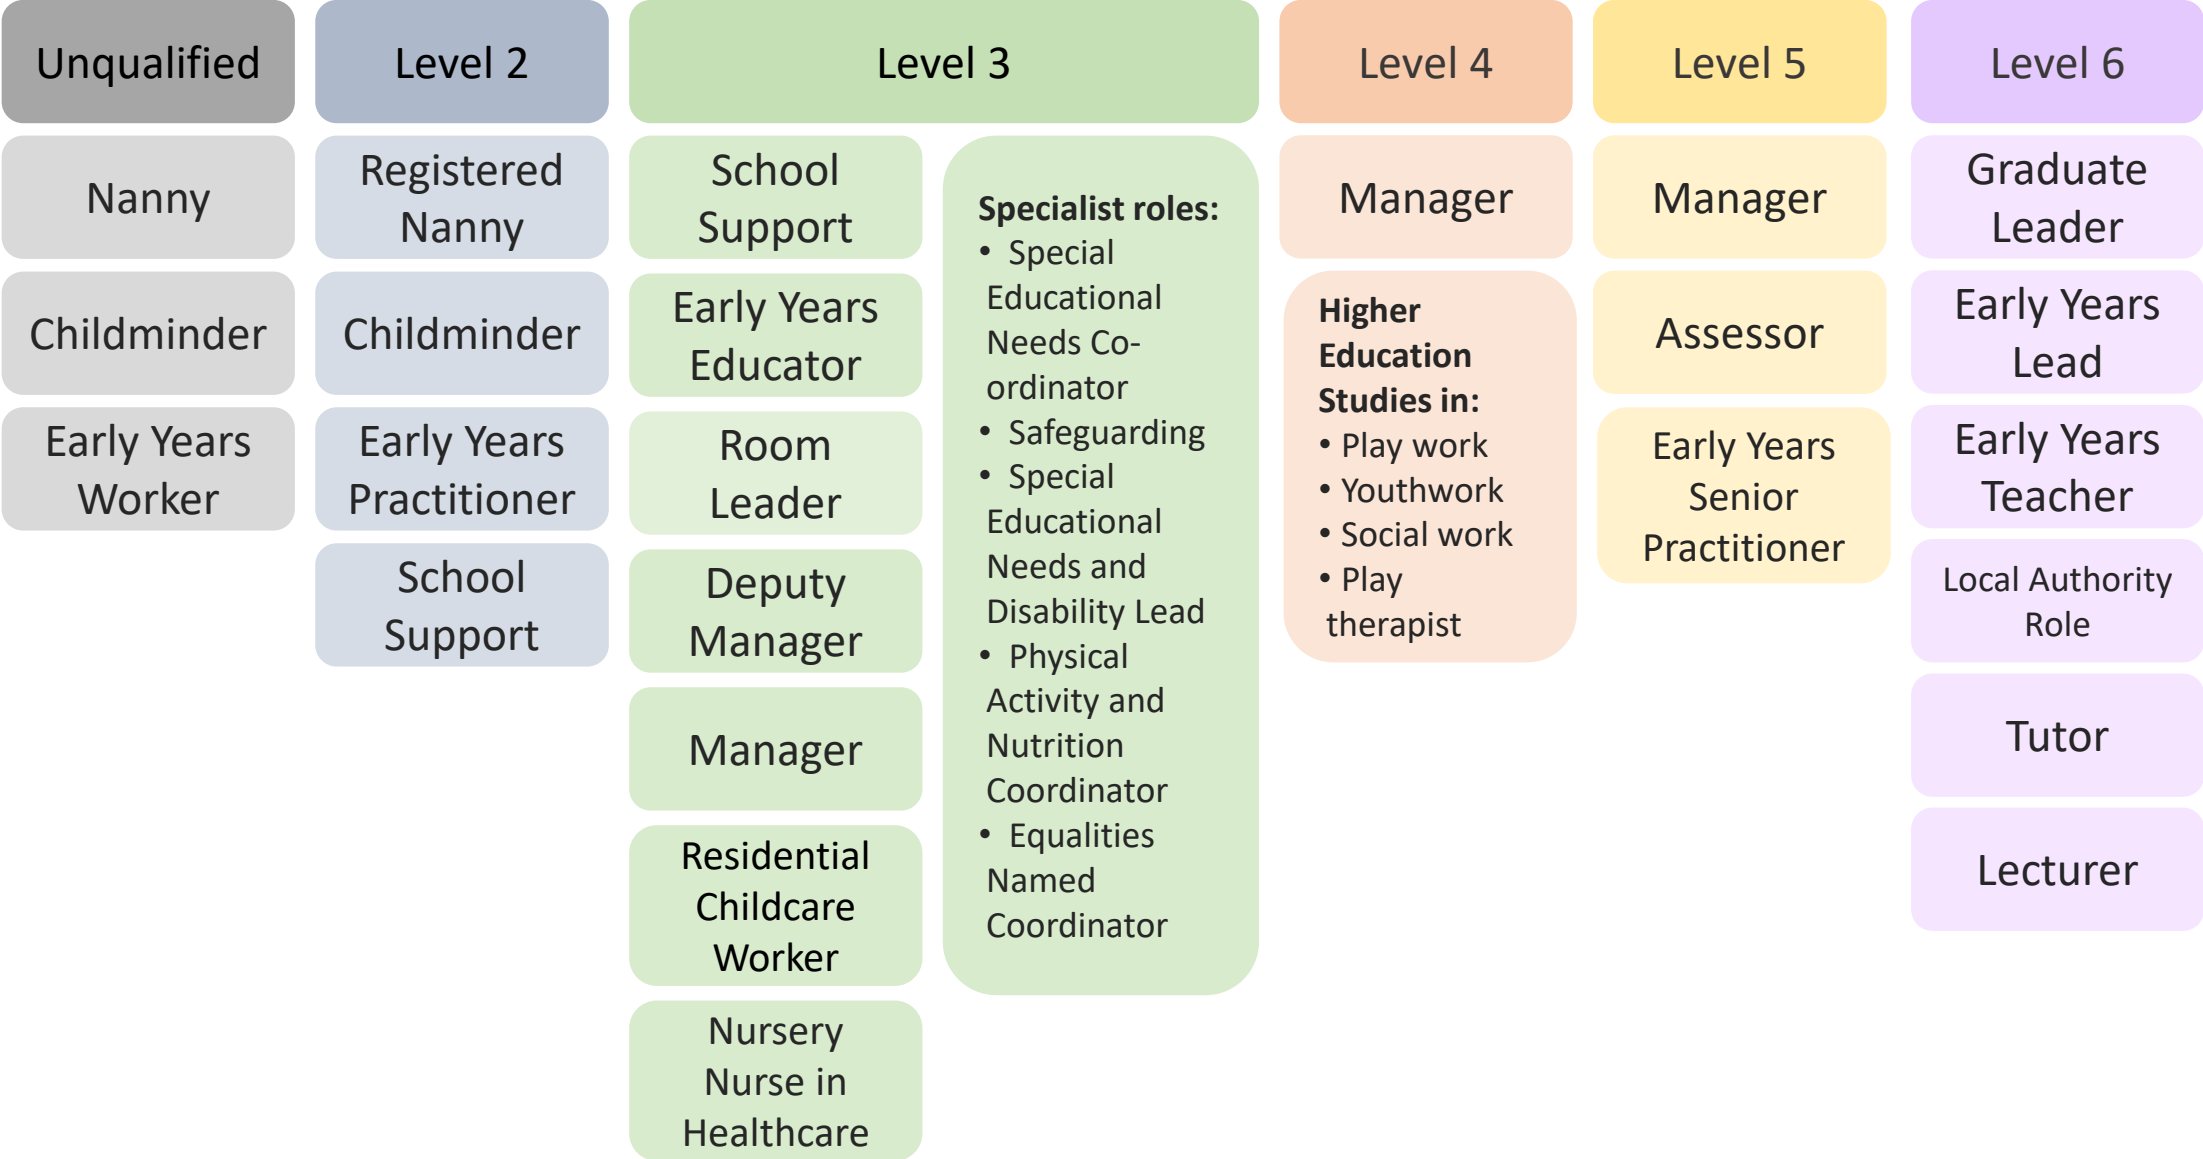 Unqualified
Nanny
Childminder
Early Years
Worker
Level 2
Registered
Nanny
Childminder
Early Years
Practitioner
School
Support
Level 3
School
Support
Early Years
Educator
Room
Leader
Deputy
Manager
Manager
Residential
Childcare
Worker
Nursery
Nurse in
Healthcare
Specialist roles:
• Special
Educational
Needs Co-
ordinator
• Safeguarding
• Special
Educational
Needs and
Disability Lead
• Physical
Activity and
Nutrition
Coordinator
• Equalities
Named
Coordinator
Level 4
Manager
Higher
Education
Studies in:
• Play work
• Youthwork
• Social work
• Play
therapist
Level 5
Manager
Assessor
Early Years
Senior
Practitioner
Level 6
Graduate
Leader
Early Years
Lead
Early Years
Teacher
Local Authority
Role
Tutor
Lecturer